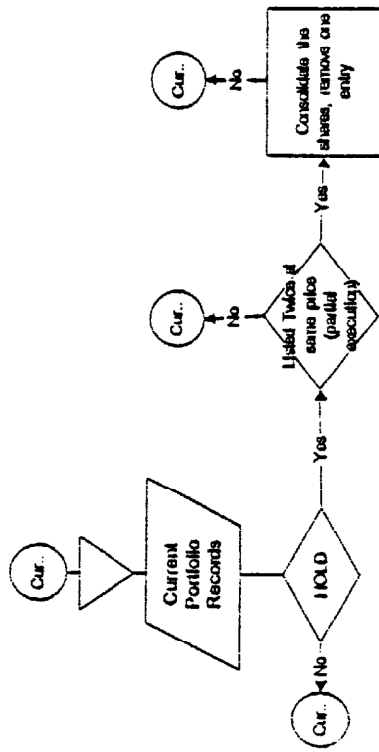 Cur..
Current
Portfolio
Records
HOLD
No
Cur..
Yes
Listed Twice at
same price
(partial
execution)
No
Cur..
Yes
Consolidate the
shares, remove one
entry
No
Cur..